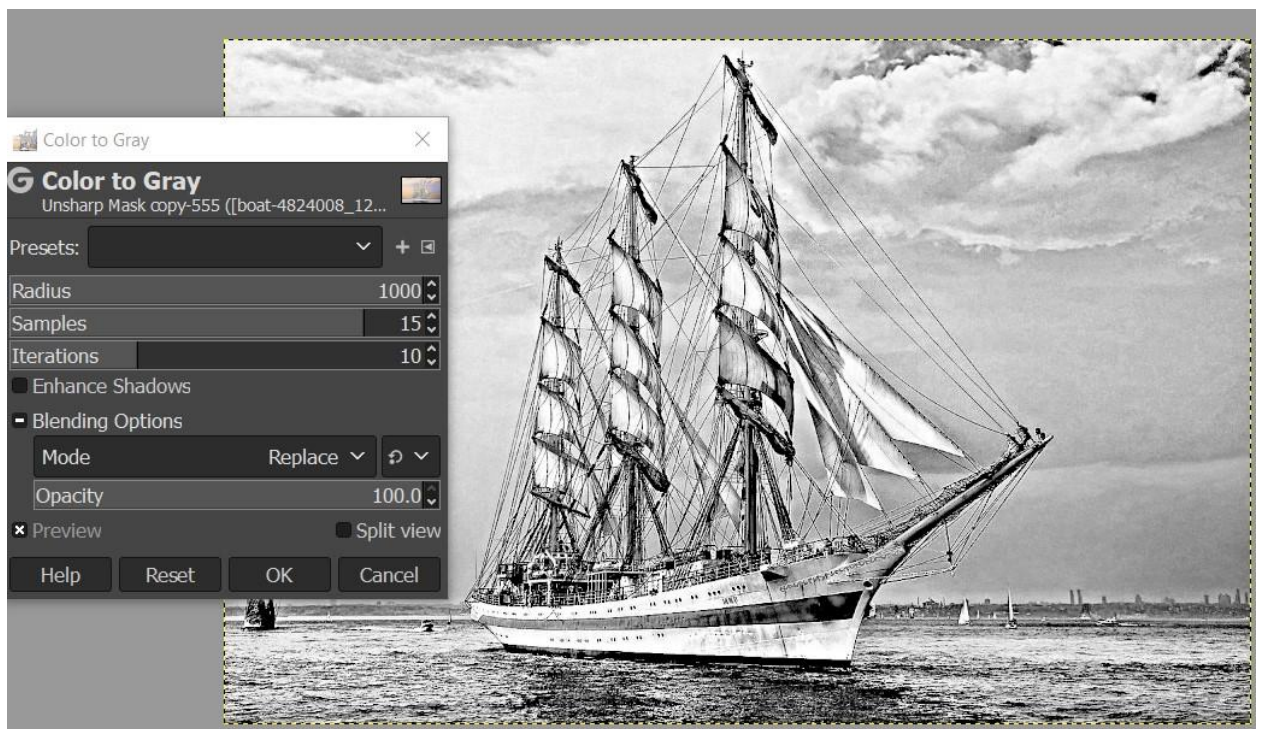 Color to Gray
Color to Gray
Unsharp Mask copy-555 ([boat-4824008_12...
Presets:
Radius 1000
Samples 15
Iterations 10
Enhance Shadows
Blending Options
Mode Replace
Opacity 100.0
Preview Split view
Help Reset OK Cancel